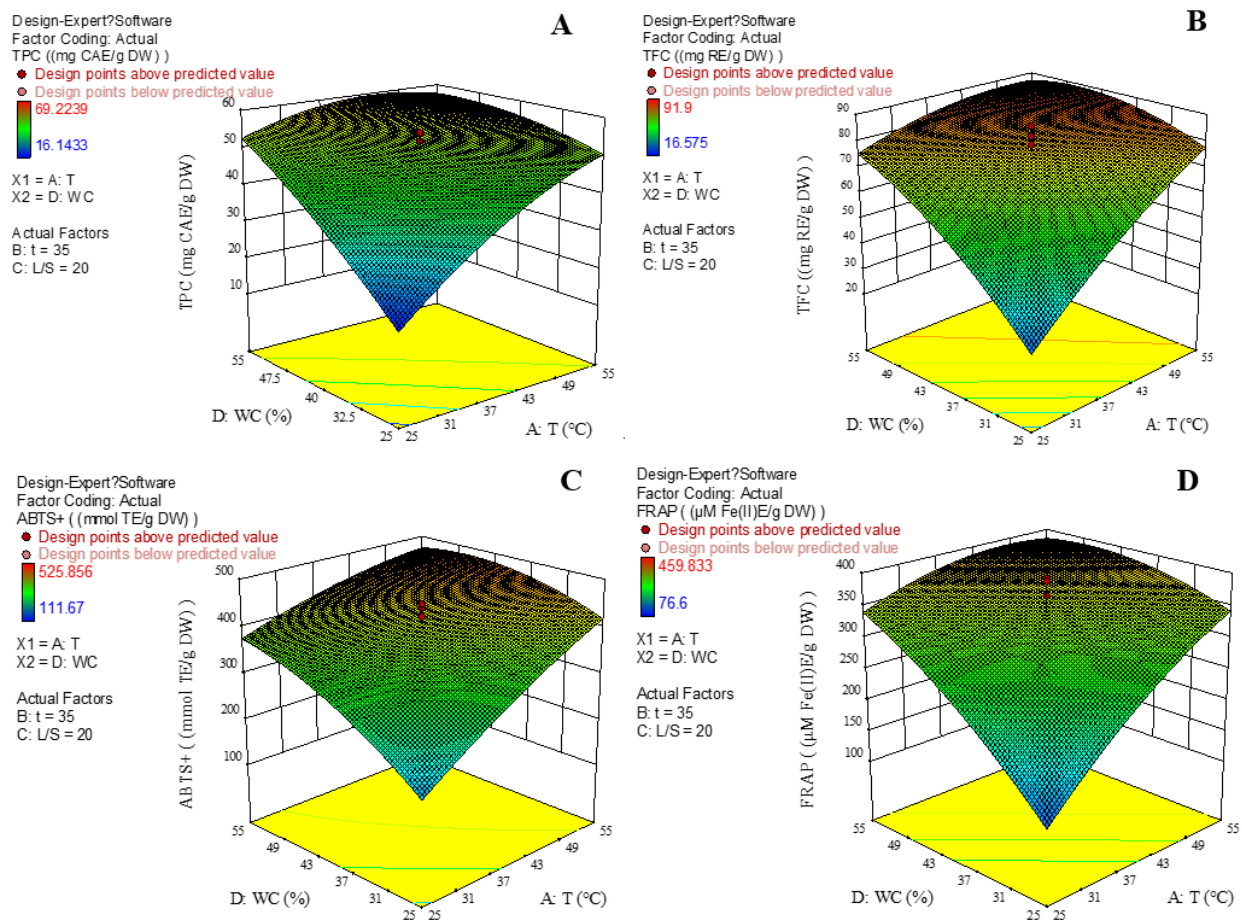 Design-Expert?Software
Factor Coding: Actual
TPC ((mg CAE/g DW) )
Design points above predicted value
Design points below predicted value
69.2239
16.1433
X1 = A: T
X2 = D: WC
Actual Factors
B: t = 35
C: L/S = 20
A
60
50
40
30
20
10
TPC (mg CAE/g DW)
55
47.5
40
32.5
25
D: WC (%)
25
31
37
43
49
55
A: T (°C)
Design-Expert?Software
Factor Coding: Actual
TFC ((mg RE/g DW) )
Design points above predicted value
Design points below predicted value
91.9
16.575
X1 = A: T
X2 = D: WC
Actual Factors
B: t = 35
C: L/S = 20
B
90
80
70
60
50
40
30
20
TFC ((mg RE/g DW) )
55
49
43
37
31
25
D: WC (%)
25
31
37
43
49
55
A: T (°C)
Design-Expert?Software
Factor Coding: Actual
ABTS+ ( (mmol TE/g DW) )
Design points above predicted value
Design points below predicted value
525.856
111.67
X1 = A: T
X2 = D: WC
Actual Factors
B: t = 35
C: L/S = 20
C
500
400
300
200
100
ABTS+ ( (mmol TE/g DW) )
55
49
43
37
31
25
D: WC (%)
25
31
37
43
49
55
A: T (°C)
Design-Expert?Software
Factor Coding: Actual
FRAP ( (μM Fe(II)E/g DW) )
Design points above predicted value
Design points below predicted value
459.833
76.6
X1 = A: T
X2 = D: WC
Actual Factors
B: t = 35
C: L/S = 20
D
400
350
300
250
200
150
100
FRAP ( (μM Fe(II)E/g DW) )
55
49
43
37
31
25
D: WC (%)
25
31
37
43
49
55
A: T (°C)